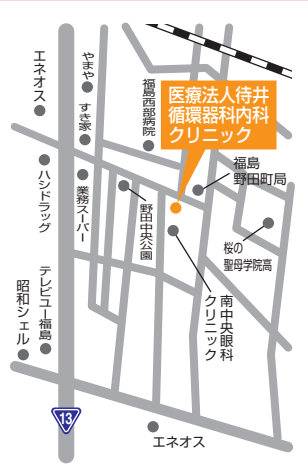 エネオス
やまや
すき家
福島西部病院
医療法人待井
循環器科内科
クリニック
福島
野田町局
ハシドラッグ
業務スーパー
野田中央公園
桜の
聖母学院高
南中央眼科
クリニック
テレビュー福島
昭和シェル
13
エネオス